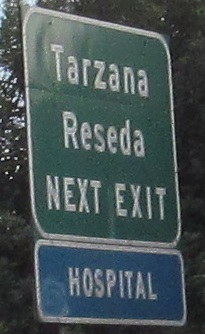 Tarzana
Reseda
NEXT EXIT
HOSPITAL